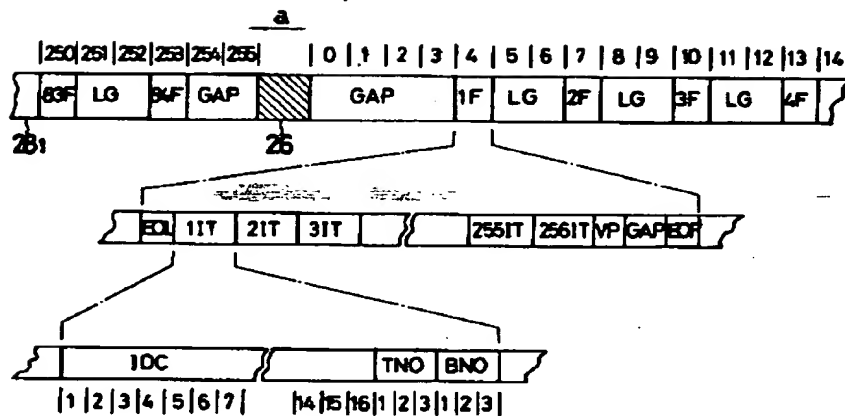 a
|250|251|252|253|254|255| |0|1|2|3|4|5|6|7|8|9|10|11|12|13|14
83F LG 84F GAP GAP 1F LG 2F LG 3F LG 4F
281 26
EOL 1IT 2IT 3IT 255IT 256IT VP GAP EOF
IDC TNO BNO
|1|2|3|4|5|6|7| |14|15|16|1|2|3|1|2|3|